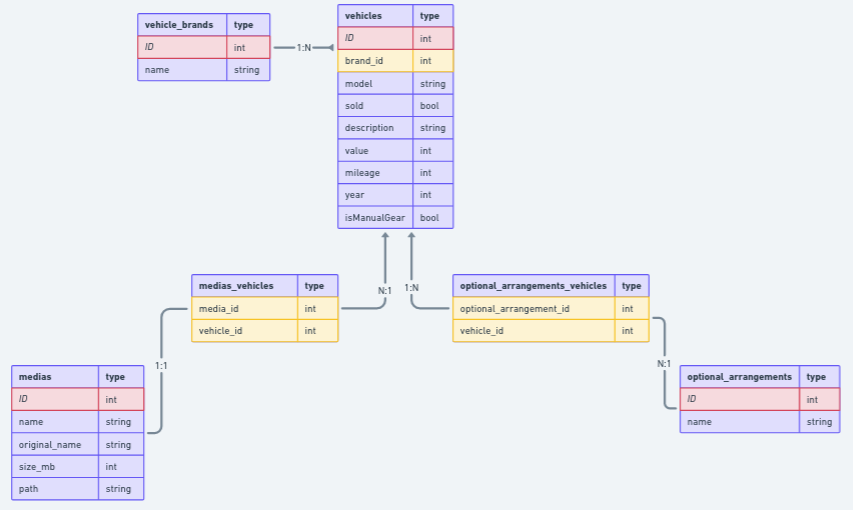 vehicle_brands type
ID int
name string
1:N
vehicles type
ID int
brand_id int
model string
sold bool
description string
value int
mileage int
year int
isManualGear bool
N:1
1:N
medias_vehicles type
media_id int
vehicle_id int
optional_arrangements_vehicles type
optional_arrangement_id int
vehicle_id int
1:1
N:1
medias type
ID int
name string
original_name string
size_mb int
path string
optional_arrangements type
ID int
name string